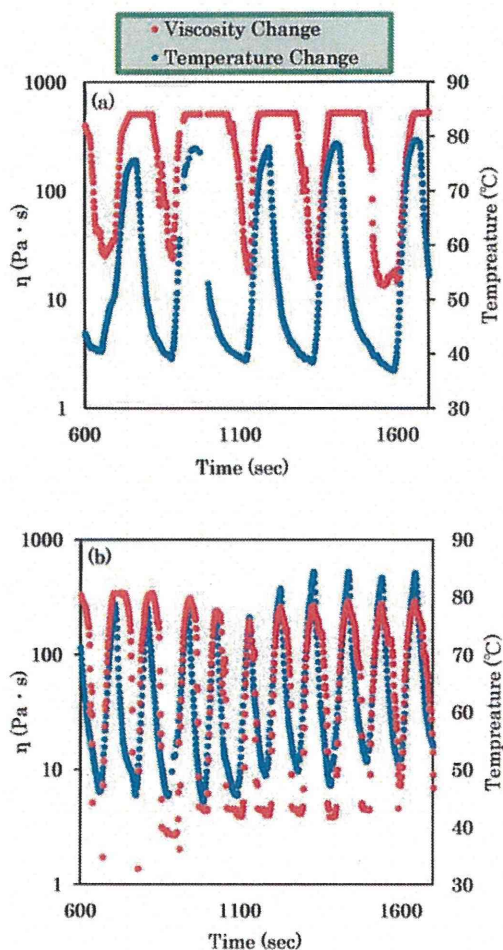 Viscosity Change
Temperature Change
(a)
1000
100
10
1
90
80
70
60
50
40
30
η (Pa・s)
Tempreature (℃)
600
1100
1600
Time (sec)
(b)
1000
100
10
1
90
80
70
60
50
40
30
η (Pa・s)
Tempreature (℃)
600
1100
1600
Time (sec)